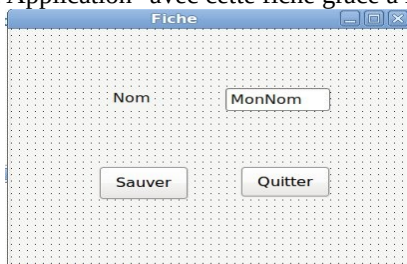 Application" avec cette fiche grâce à
Fiche
Nom MonNom
Sauver Quitter